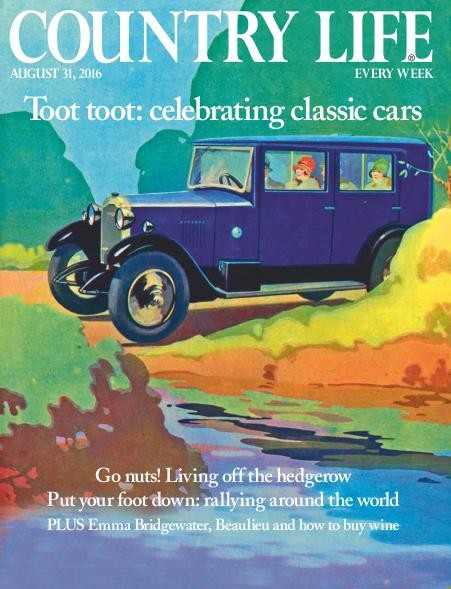 COUNTRY LIFE®
AUGUST 31, 2016 EVERY WEEK
Toot toot: celebrating classic cars
Go nuts! Living off the hedgerow
Put your foot down: rallying around the world
PLUS Emma Bridgewater, Beaulieu and how to buy wine